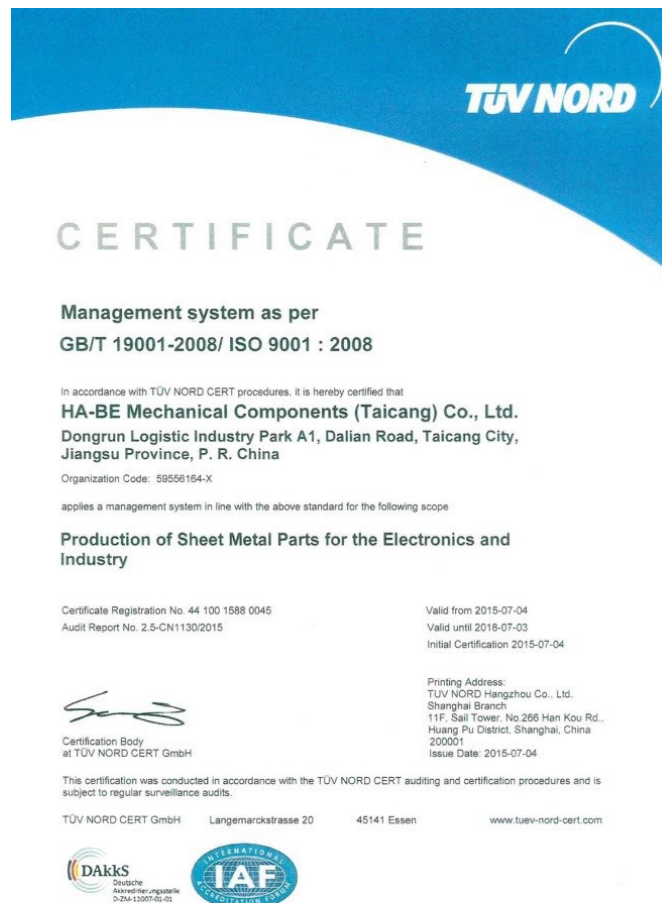 TÜV NORD
CERTIFICATE
Management system as per
GB/T 19001-2008/ ISO 9001 : 2008
In accordance with TÜV NORD CERT procedures, it is hereby certified that
HA-BE Mechanical Components (Taicang) Co., Ltd.
Dongrun Logistic Industry Park A1, Dalian Road, Taicang City,
Jiangsu Province, P. R. China
Organization Code: 59556164-X
applies a management system in line with the above standard for the following scope
Production of Sheet Metal Parts for the Electronics and
Industry
Certificate Registration No. 44 100 1588 0045
Audit Report No. 2.5-CN1130/2015
Valid from 2015-07-04
Valid until 2018-07-03
Initial Certification 2015-07-04
Certification Body
at TÜV NORD CERT GmbH
Printing Address:
TUV NORD Hangzhou Co., Ltd.
Shanghai Branch
11F, Sail Tower, No.266 Han Kou Rd.,
Huang Pu District, Shanghai, China
200001
Issue Date: 2015-07-04
This certification was conducted in accordance with the TÜV NORD CERT auditing and certification procedures and is
subject to regular surveillance audits.
TÜV NORD CERT GmbH Langemarckstrasse 20 45141 Essen www.tuev-nord-cert.com
DAkkS
Deutsche
Akkreditierungsstelle
D-ZM-12007-01-01
INTERNATIONAL
IAF
ACCREDITATION FORUM